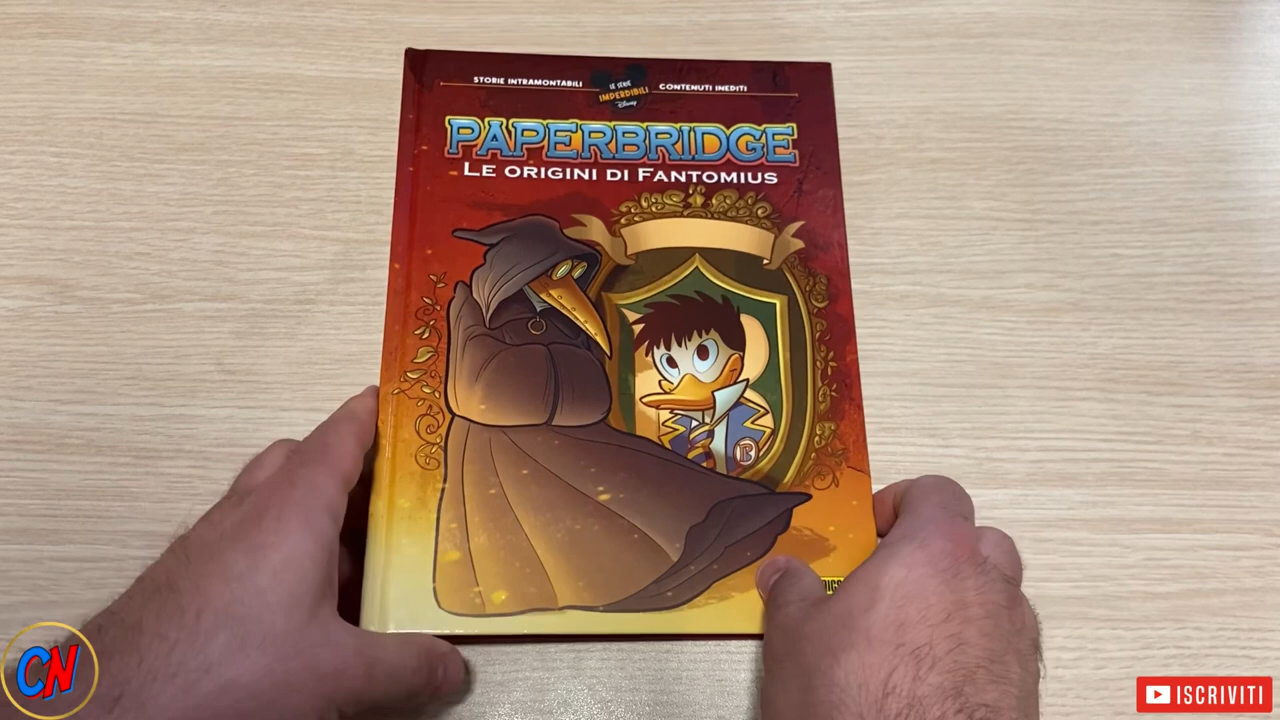 STORIE INTRAMONTABILI
LE SERIE
IMPERDIBILI
Disney
CONTENUTI INEDITI
PAPERBRIDGE
LE ORIGINI DI FANTOMIUS
B
CN
ISCRIVITI